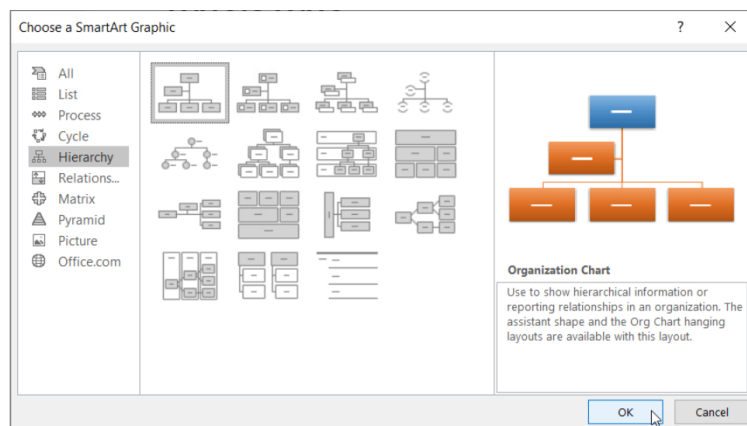 Choose a SmartArt Graphic
?
All
List
Process
Cycle
Hierarchy
Relations...
Matrix
Pyramid
Picture
Office.com
Organization Chart
Use to show hierarchical information or
reporting relationships in an organization. The
assistant shape and the Org Chart hanging
layouts are available with this layout.
OK
Cancel